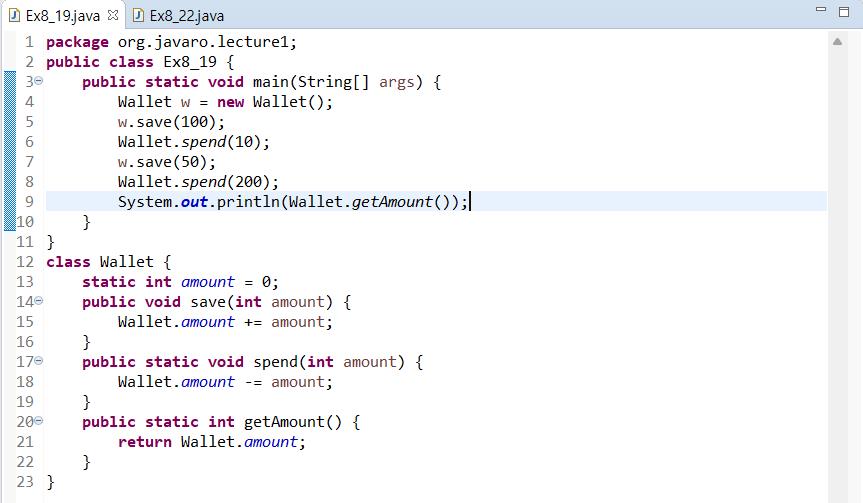 Ex8_19.java Ex8_22.java
1 package org.javaro.lecture1;
2 public class Ex8_19 {
3     public static void main(String[] args) {
4         Wallet w = new Wallet();
5         w.save(100);
6         Wallet.spend(10);
7         w.save(50);
8         Wallet.spend(200);
9         System.out.println(Wallet.getAmount());
10     }
11 }
12 class Wallet {
13     static int amount = 0;
14     public void save(int amount) {
15         Wallet.amount += amount;
16     }
17     public static void spend(int amount) {
18         Wallet.amount -= amount;
19     }
20     public static int getAmount() {
21         return Wallet.amount;
22     }
23 }